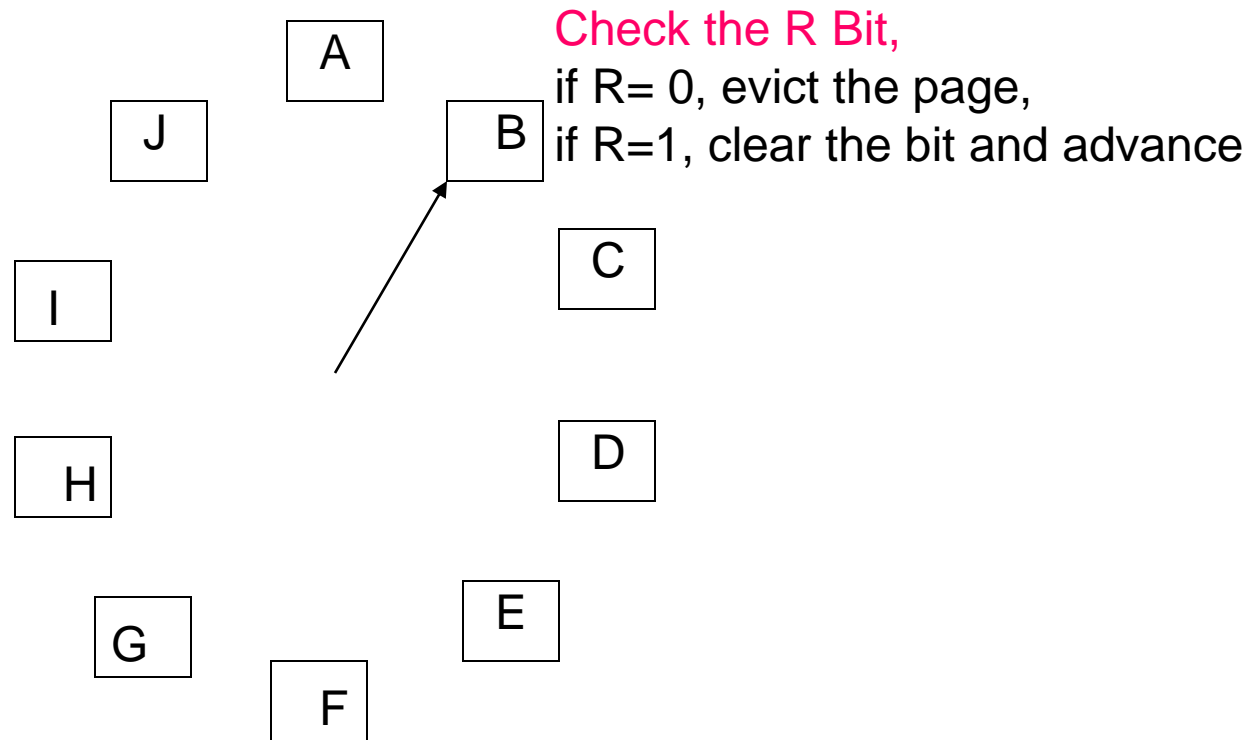 A
Check the R Bit,
if R= 0, evict the page,
if R=1, clear the bit and advance
J
B
C
I
D
H
E
G
F